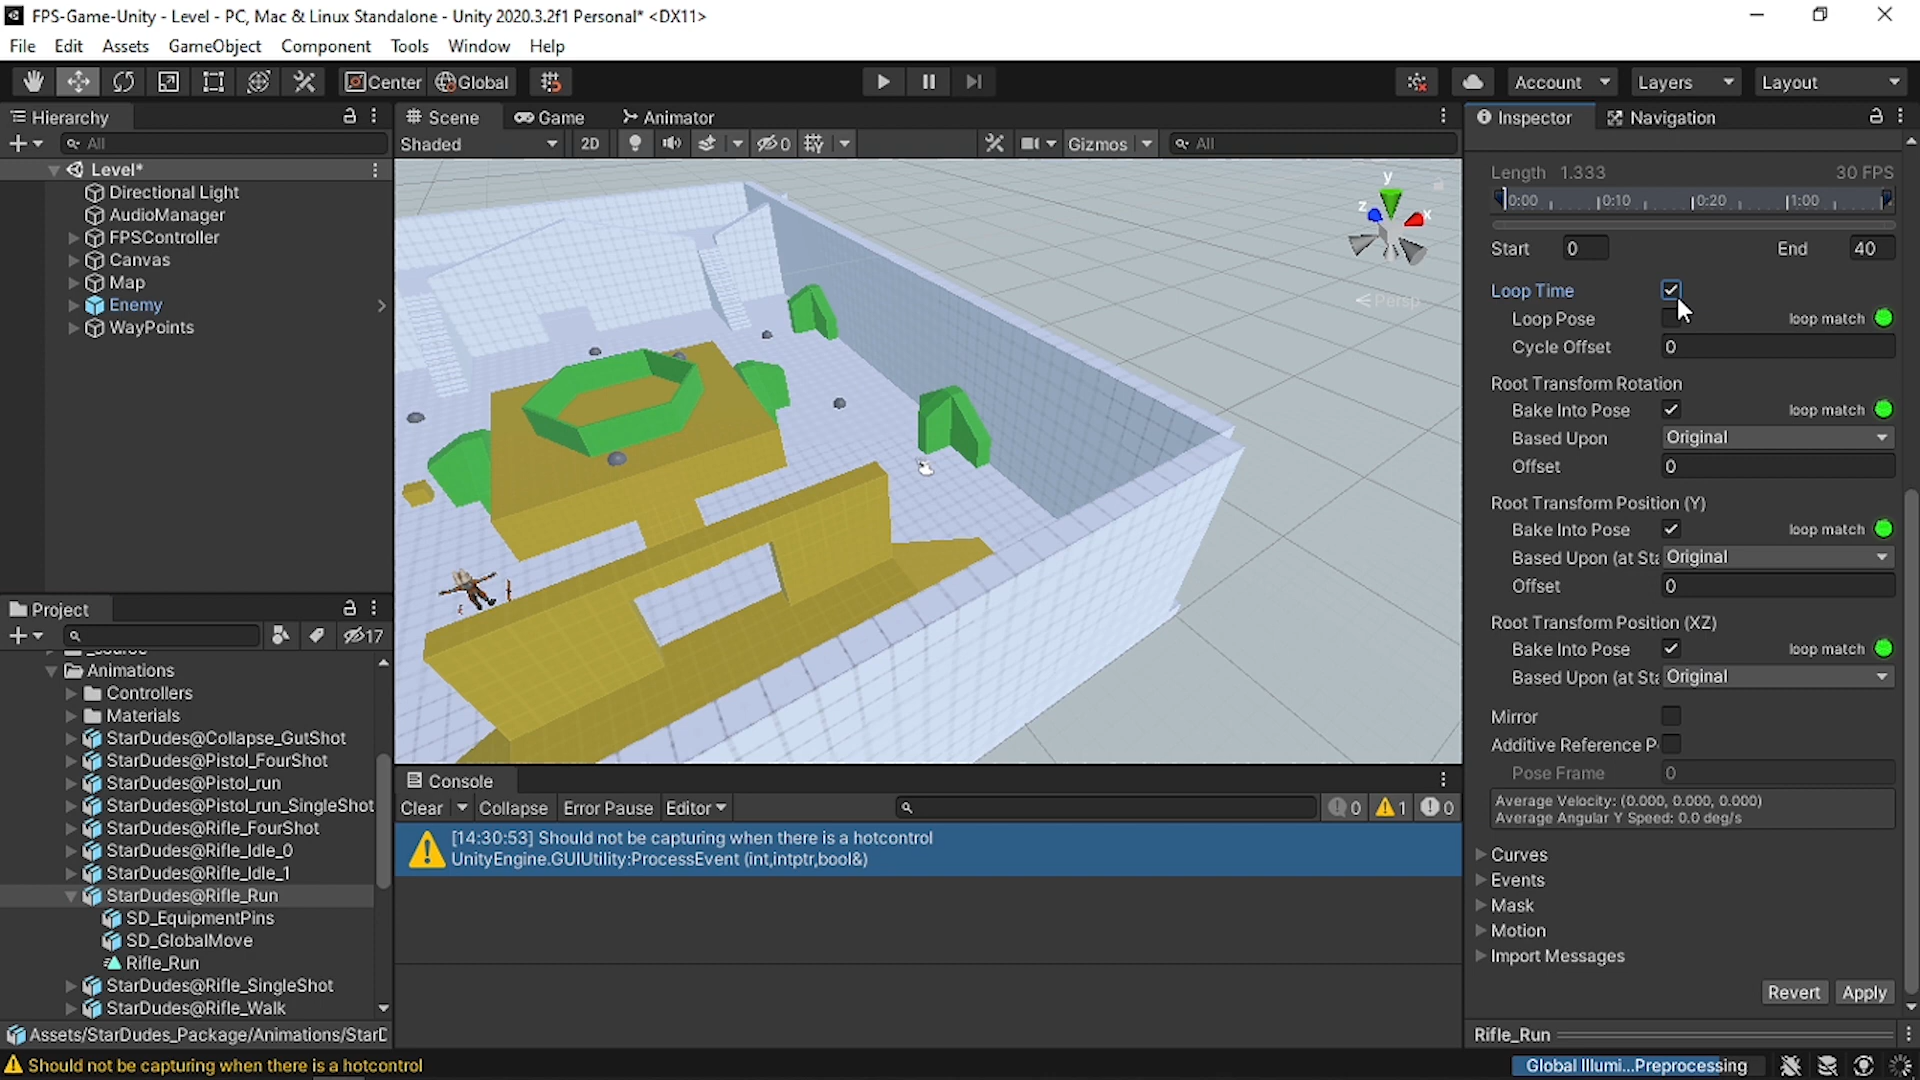 FPS-Game-Unity - Level - PC, Mac & Linux Standalone - Unity 2020.3.2f1 Personal* <DX11>
File Edit Assets GameObject Component Tools Window Help
Center Global Account Layers Layout
Hierarchy
All
Level*
Directional Light
AudioManager
FPSController
Canvas
Map
Enemy
WayPoints
Scene Game Animator
Shaded 2D 0 Gizmos All
y
z x
Persp
Project
17
Animations
Controllers
Materials
StarDudes@Collapse_GutShot
StarDudes@Pistol_FourShot
StarDudes@Pistol_run
StarDudes@Pistol_run_SingleShot
StarDudes@Rifle_FourShot
StarDudes@Rifle_Idle_0
StarDudes@Rifle_Idle_1
StarDudes@Rifle_Run
SD_EquipmentPins
SD_GlobalMove
Rifle_Run
StarDudes@Rifle_SingleShot
StarDudes@Rifle_Walk
Assets/StarDudes_Package/Animations/StarD
Console
Clear Collapse Error Pause Editor 0 1 0
[14:30:53] Should not be capturing when there is a hotcontrol
UnityEngine.GUIUtility:ProcessEvent (int,intptr,bool&)
Inspector Navigation
Length 1.333 30 FPS
0:00 0:10 0:20 1:00
Start 0 End 40
Loop Time
Loop Pose loop match
Cycle Offset 0
Root Transform Rotation
Bake Into Pose loop match
Based Upon Original
Offset 0
Root Transform Position (Y)
Bake Into Pose loop match
Based Upon (at Sta Original
Offset 0
Root Transform Position (XZ)
Bake Into Pose loop match
Based Upon (at Sta Original
Mirror
Additive Reference P
Pose Frame 0
Average Velocity: (0.000, 0.000, 0.000)
Average Angular Y Speed: 0.0 deg/s
Curves
Events
Mask
Motion
Import Messages
Revert Apply
Rifle_Run
Should not be capturing when there is a hotcontrol
Global Illumi...Preprocessing